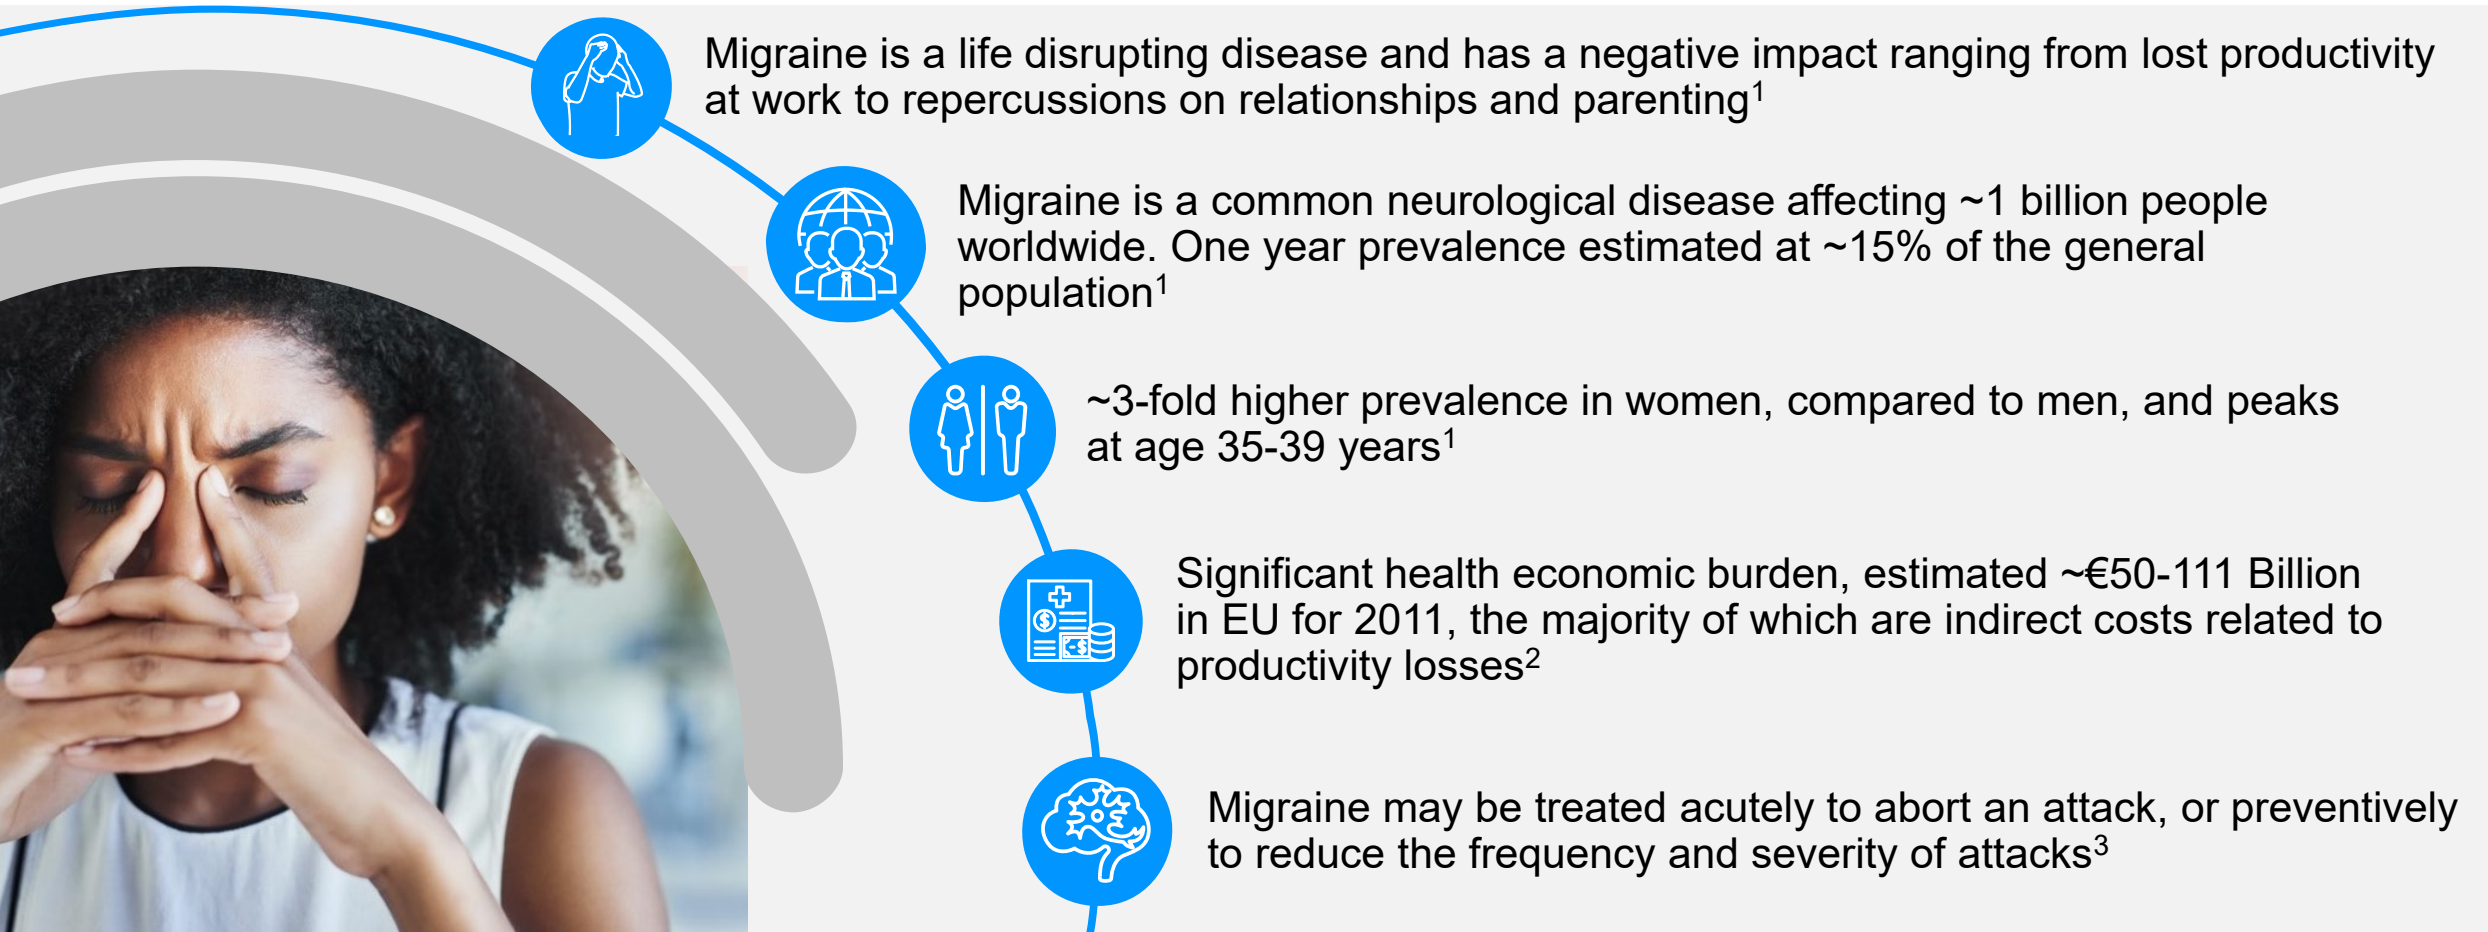 Migraine is a life disrupting disease and has a negative impact ranging from lost productivity
at work to repercussions on relationships and parenting¹
Migraine is a common neurological disease affecting ~1 billion people
worldwide. One year prevalence estimated at ~15% of the general
population¹
~3-fold higher prevalence in women, compared to men, and peaks
at age 35-39 years¹
Significant health economic burden, estimated ~€50-111 Billion
in EU for 2011, the majority of which are indirect costs related to
productivity losses²
Migraine may be treated acutely to abort an attack, or preventively
to reduce the frequency and severity of attacks³